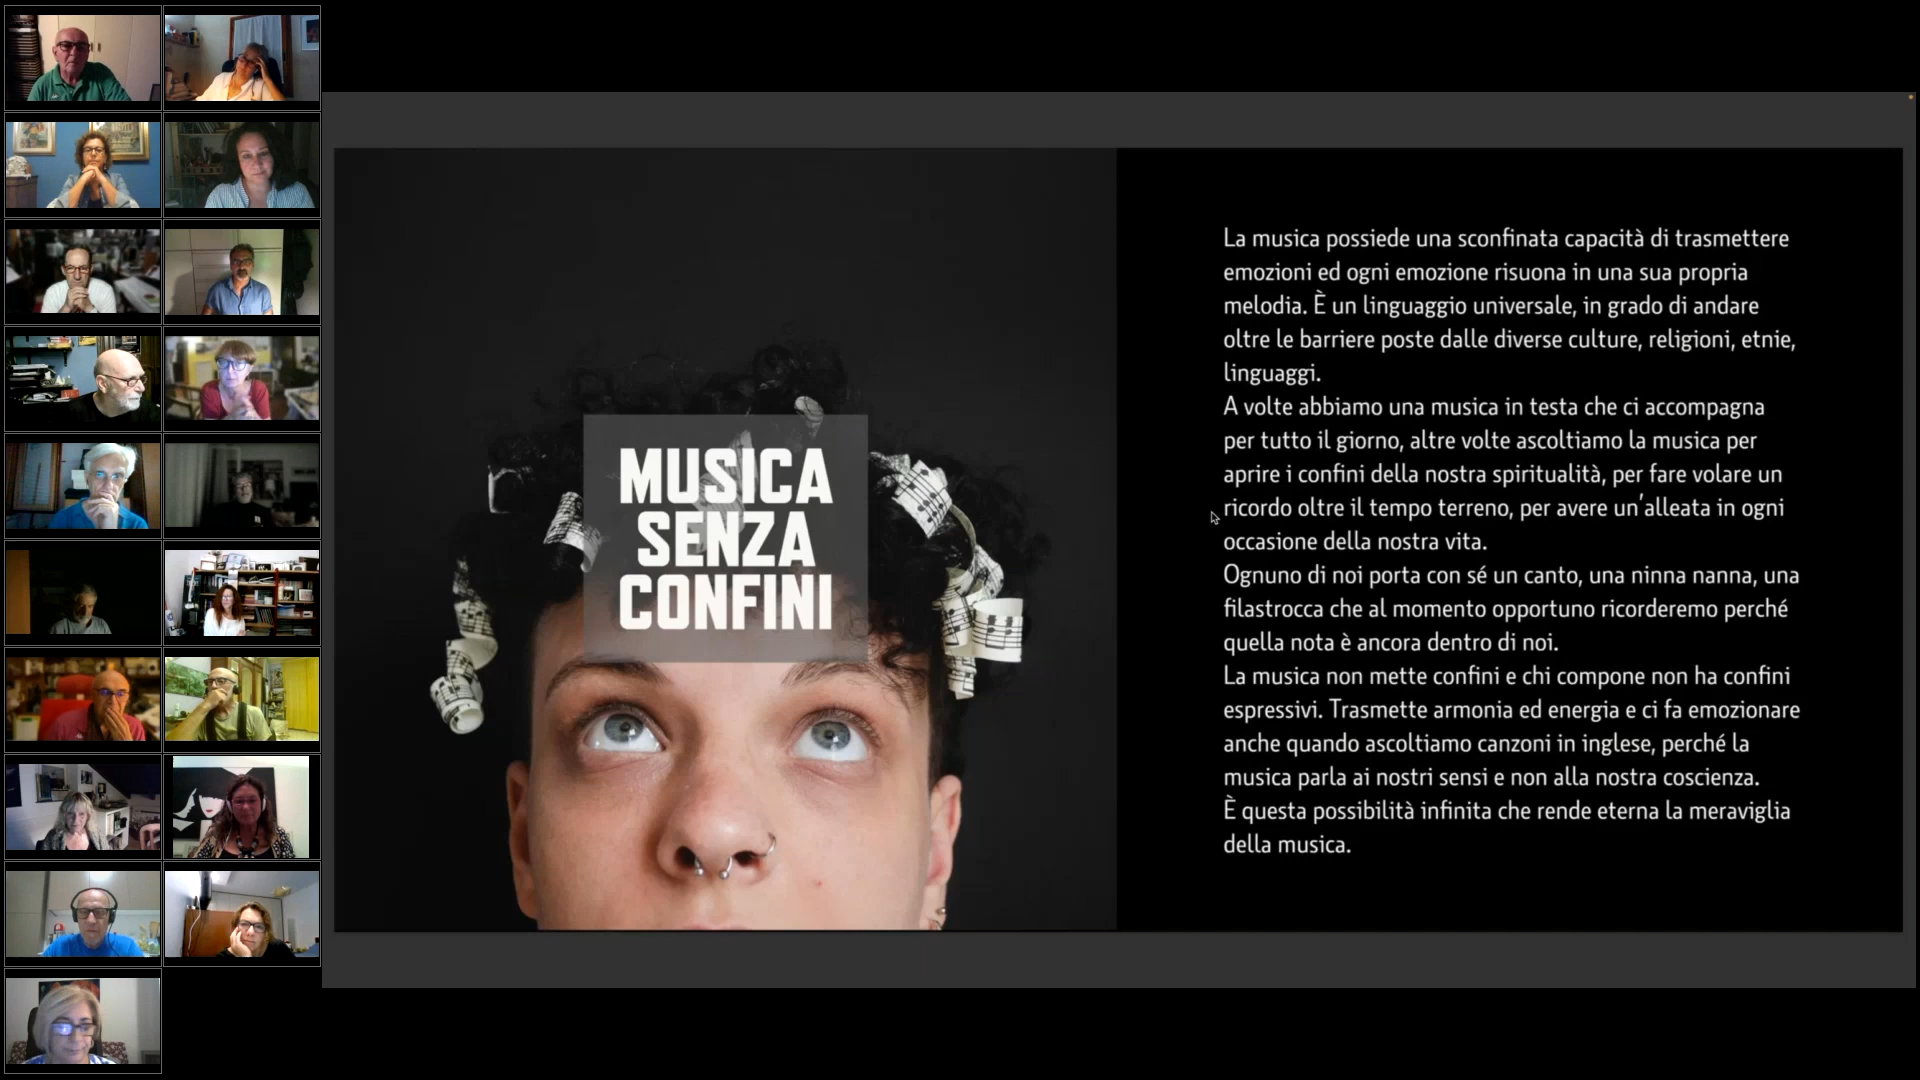 MUSICA
SENZA
CONFINI
La musica possiede una sconfinata capacità di trasmettere
emozioni ed ogni emozione risuona in una sua propria
melodia. È un linguaggio universale, in grado di andare
oltre le barriere poste dalle diverse culture, religioni, etnie,
linguaggi.
A volte abbiamo una musica in testa che ci accompagna
per tutto il giorno, altre volte ascoltiamo la musica per
aprire i confini della nostra spiritualità, per fare volare un
ricordo oltre il tempo terreno, per avere un'alleata in ogni
occasione della nostra vita.
Ognuno di noi porta con sé un canto, una ninna nanna, una
filastrocca che al momento opportuno ricorderemo perché
quella nota è ancora dentro di noi.
La musica non mette confini e chi compone non ha confini
espressivi. Trasmette armonia ed energia e ci fa emozionare
anche quando ascoltiamo canzoni in inglese, perché la
musica parla ai nostri sensi e non alla nostra coscienza.
È questa possibilità infinita che rende eterna la meraviglia
della musica.